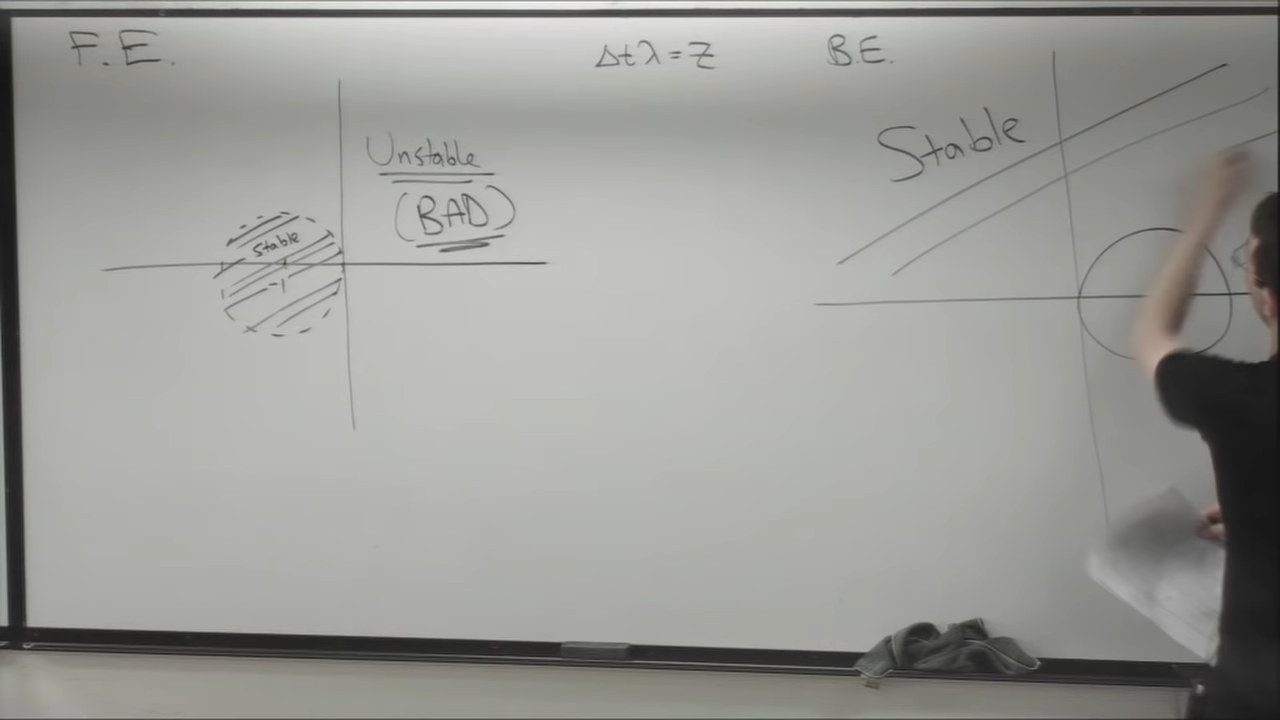 F.E.
Δtλ=Z
B.E.
Unstable
(BAD)
stable
-1
Stable